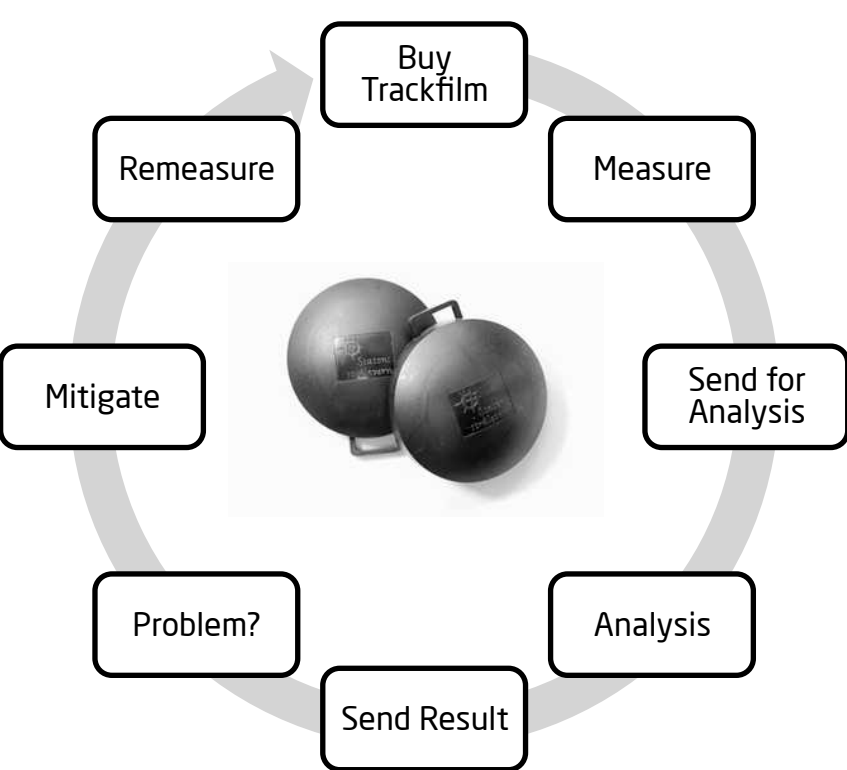 Buy
Trackfilm
Measure
Send for
Analysis
Analysis
Send Result
Problem?
Mitigate
Remeasure